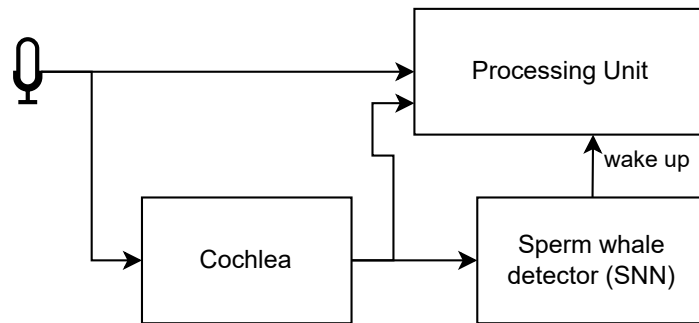 Processing Unit
wake up
Cochlea
Sperm whale
detector (SNN)